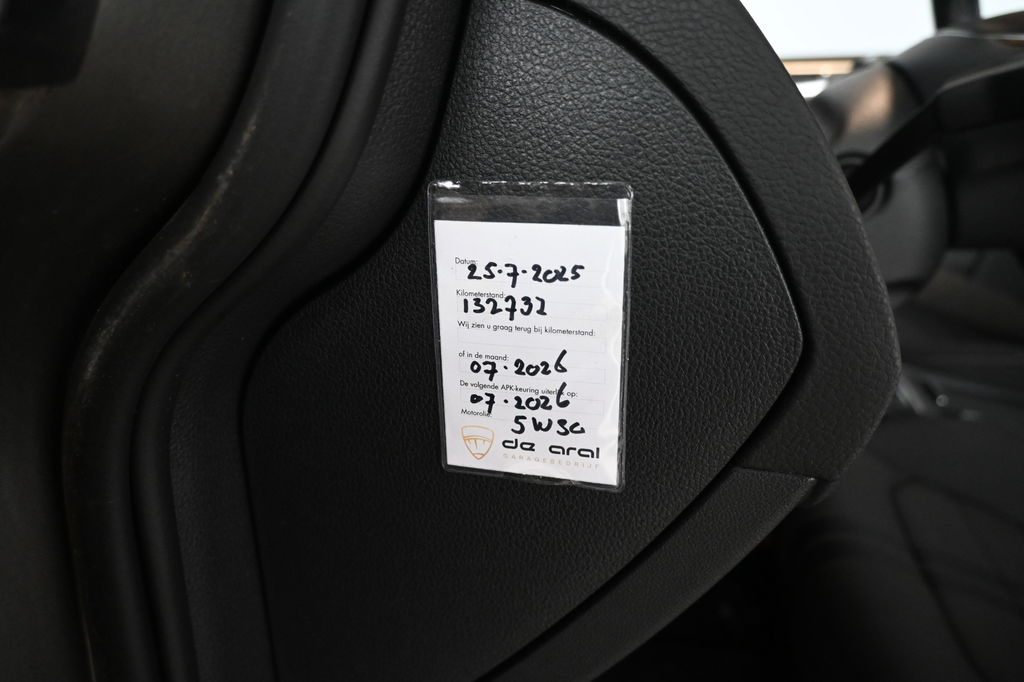 Datum:
25.7.2025
Kilometerstand
132732
Wij zien u graag terug bij kilometerstand:
of in de maand:
07.2026
De volgende APK-keuring uiterlijk op:
07.2026
Motorolie:
5W30
de aral
GARAGEBEDRIJF